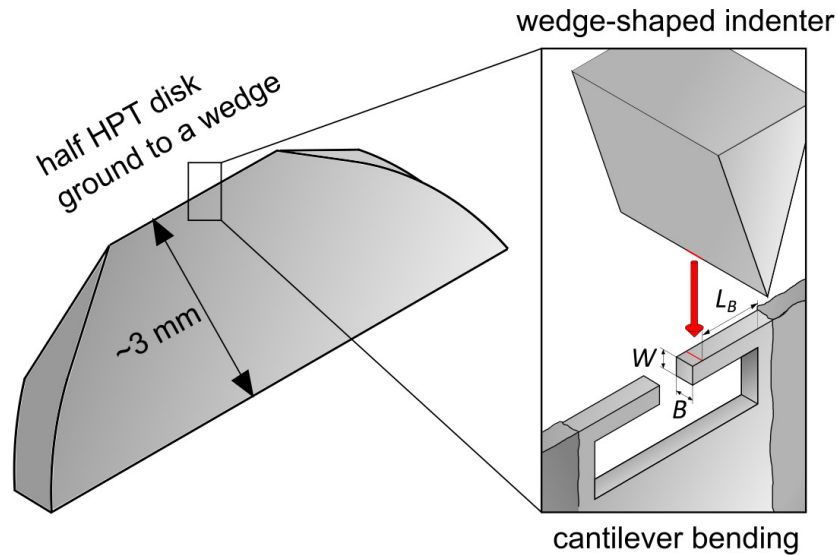 wedge-shaped indenter
half HPT disk
ground to a wedge
~3 mm
L_B
W
B
cantilever bending